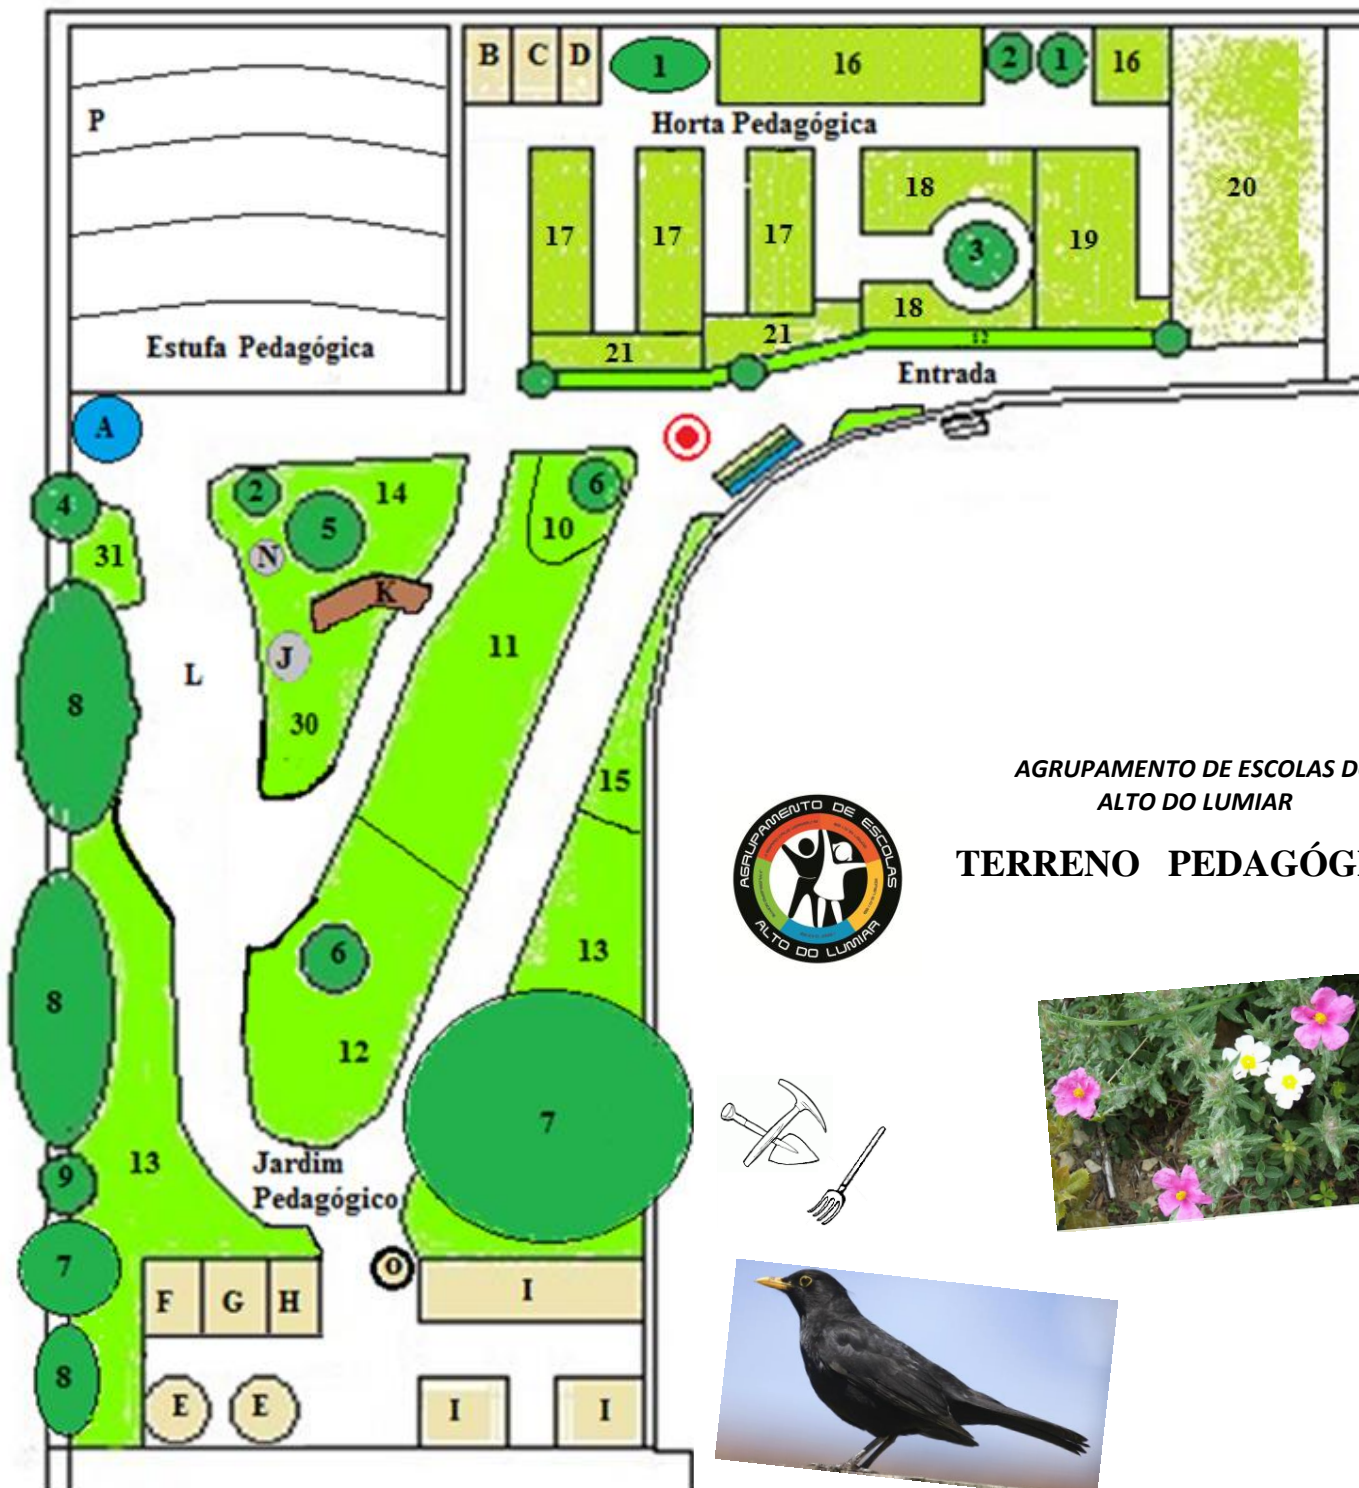 B C D 1 16 2 1 16
P
Horta Pedagógica
17 17 17 18 3 19 20
18
21 21 12
Estufa Pedagógica
Entrada
A
4 2 14 6
5 10
31 N
K
11
L J
8 30
15
AGRUPAMENTO DE ESCOLAS D
ALTO DO LUMIAR
TERRENO PEDAGÓG
AGRUPAMENTO DE ESCOLAS
ALTO DO LUMIAR
6 13
8 12
7
13
9
Jardim
Pedagógico
7 O
F G H I
8
E E I I